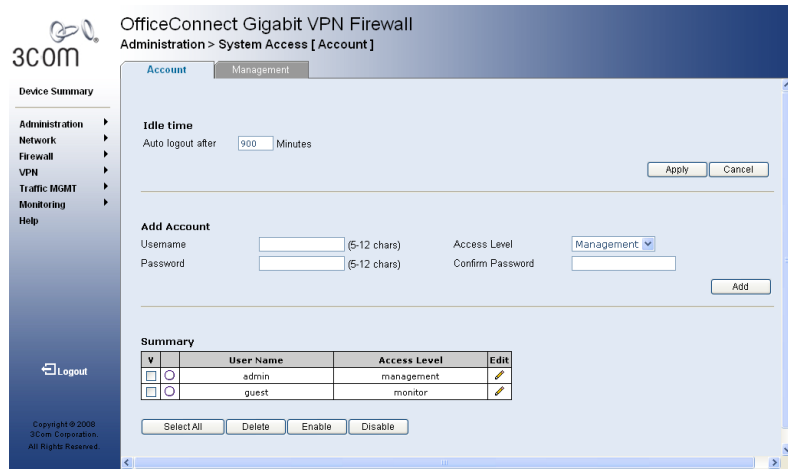 OfficeConnect Gigabit VPN Firewall
Administration > System Access [ Account ]
3COM
Account Management
Device Summary
Administration
Network
Firewall
VPN
Traffic MGMT
Monitoring
Help
Logout
Copyright © 2008
3Com Corporation.
All Rights Reserved.
Idle time
Auto logout after 900 Minutes
Apply Cancel
Add Account
Username (5-12 chars) Access Level Management
Password (5-12 chars) Confirm Password
Add
Summary
V User Name Access Level Edit
admin management
guest monitor
Select All Delete Enable Disable